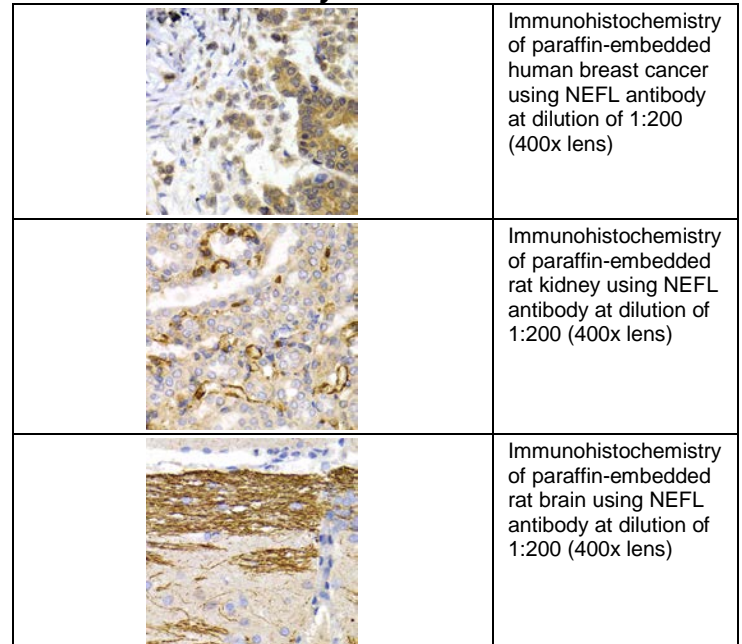 Immunohistochemistry
of paraffin-embedded
human breast cancer
using NEFL antibody
at dilution of 1:200
(400x lens)
Immunohistochemistry
of paraffin-embedded
rat kidney using NEFL
antibody at dilution of
1:200 (400x lens)
Immunohistochemistry
of paraffin-embedded
rat brain using NEFL
antibody at dilution of
1:200 (400x lens)